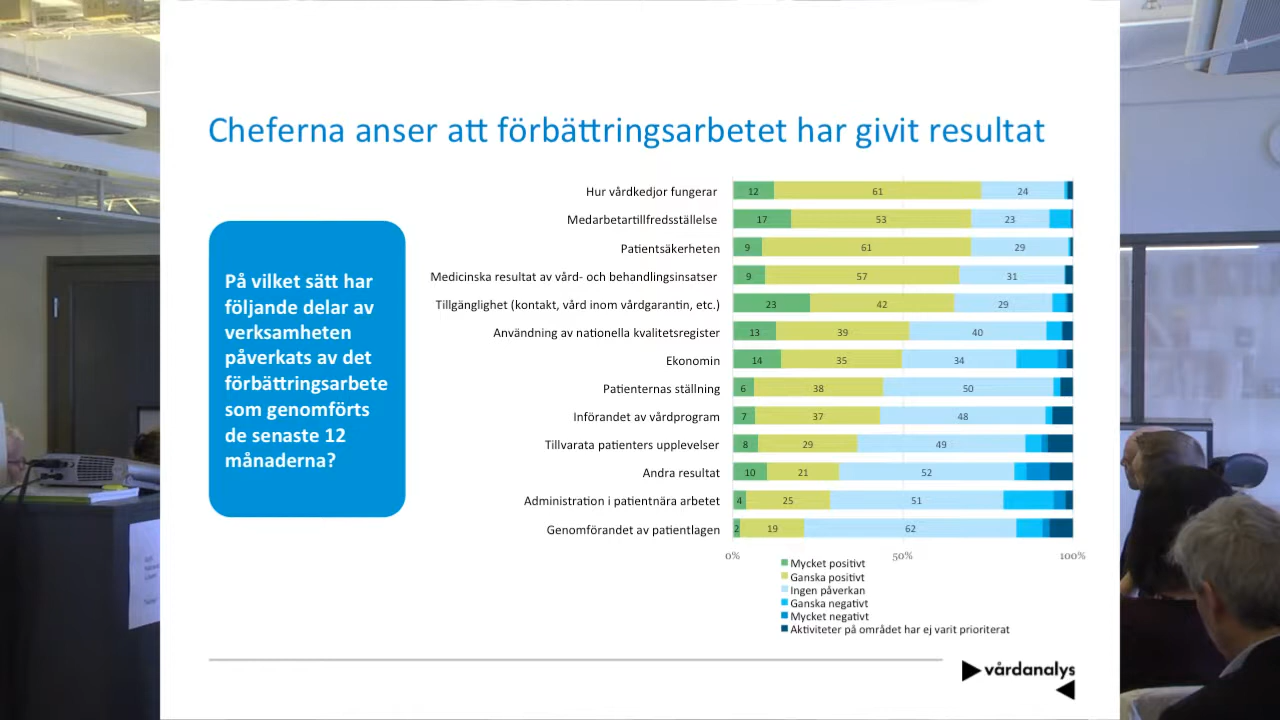 Cheferna anser att förbättringsarbetet har givit resultat
På vilket sätt har
följande delar av
verksamheten
påverkats av det
förbättringsarbete
som genomförts
de senaste 12
månaderna?
Hur vårdkedjor fungerar 12 61 24
Medarbetartillfredsställelse 17 53 23
Patientsäkerheten 9 61 29
Medicinska resultat av vård- och behandlingsinsatser 9 57 31
Tillgänglighet (kontakt, vård inom vårdgarantin, etc.) 23 42 29
Användning av nationella kvalitetsregister 13 39 40
Ekonomin 14 35 34
Patienternas ställning 6 38 50
Införandet av vårdprogram 7 37 48
Tillvarata patienters upplevelser 8 29 49
Andra resultat 10 21 52
Administration i patientnära arbetet 4 25 51
Genomförandet av patientlagen 2 19 62
0% 50% 100%
Mycket positivt
Ganska positivt
Ingen påverkan
Ganska negativt
Mycket negativt
Aktiviteter på området har ej varit prioriterat
vårdanalys